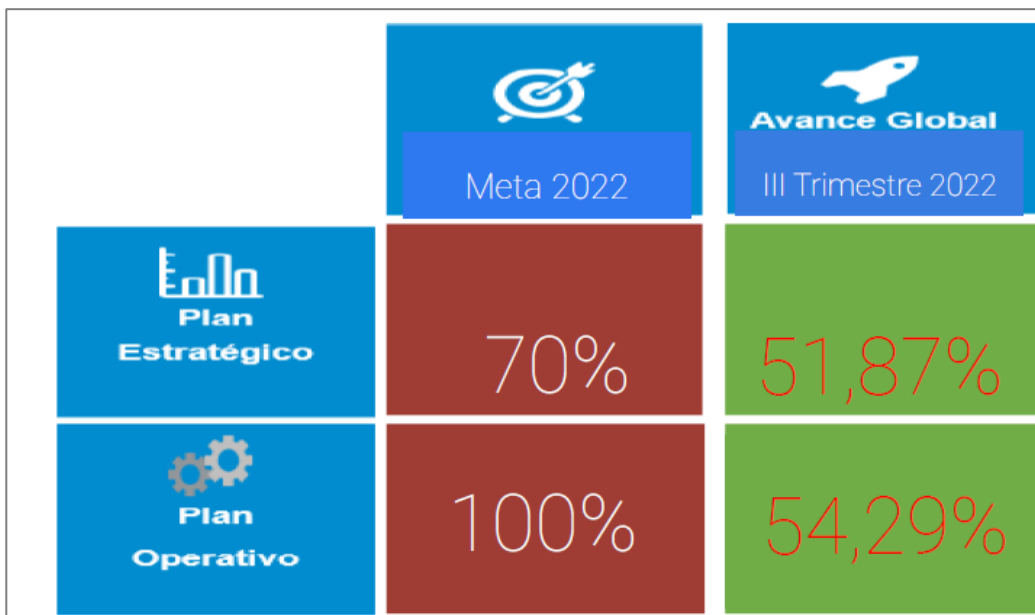 Meta 2022
Avance Global
III Trimestre 2022
Plan
Estratégico
70%
51,87%
Plan
Operativo
100%
54,29%